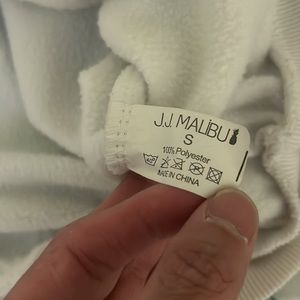 J.J. MALiBU
S
100% Polyester
MADE IN CHINA